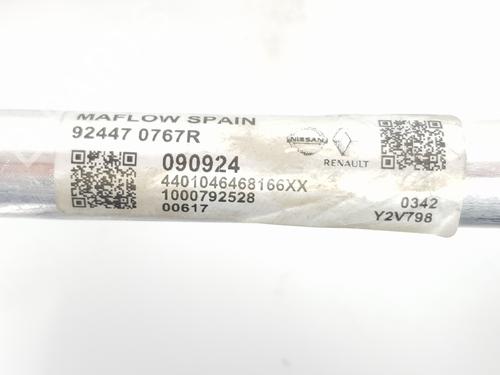 MAFLOW SPAIN
92447 0767R
NISSAN
RENAULT
090924
4401046468166XX
1000792528
00617
0342
Y2V798